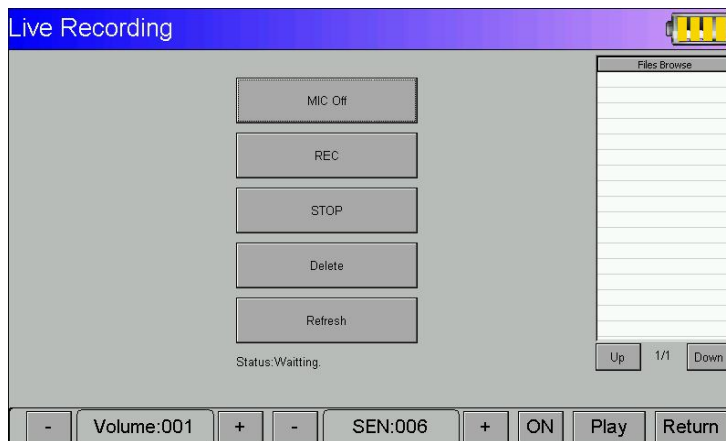 Live Recording
Files Browse
MIC Off
REC
STOP
Delete
Refresh
Status:Waitting.
Up 1/1 Down
- Volume:001 + - SEN:006 + ON Play Return